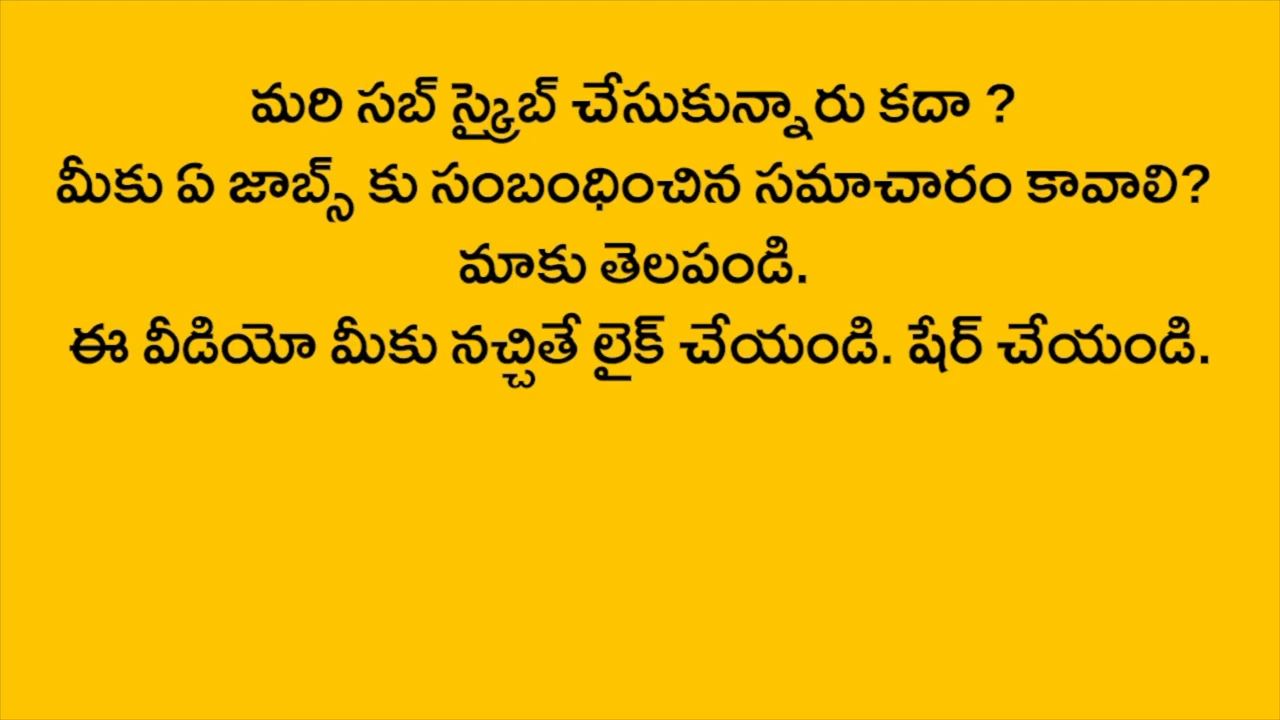 మరి సబ్ స్క్రైబ్ చేసుకున్నారు కదా ?
మీకు ఏ జాబ్స్ కు సంబంధించిన సమాచారం కావాలి?
మాకు తెలపండి.
ఈ వీడియో మీకు నచ్చితే లైక్ చేయండి. షేర్ చేయండి.